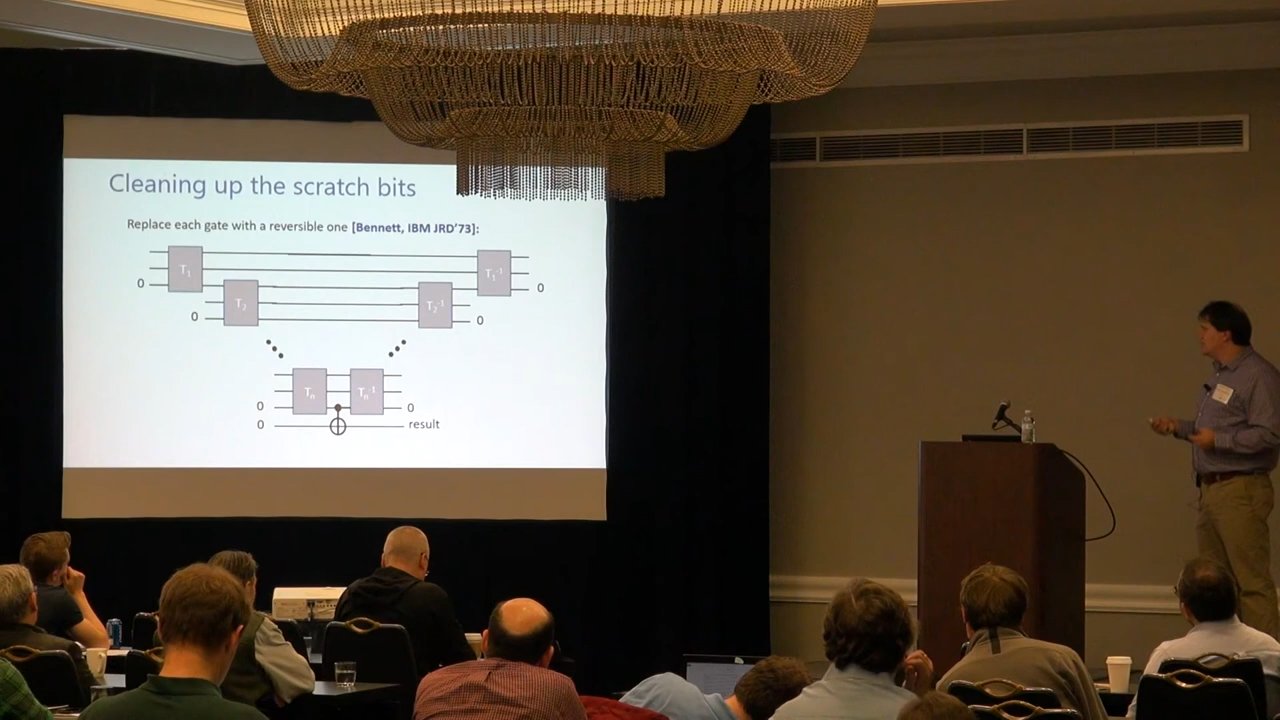 Cleaning up the scratch bits
Replace each gate with a reversible one [Bennett, IBM JRD'73]:
T1 T1-1
0 0
T2 T2-1
0 0
Tn Tn-1
0 0
0 result